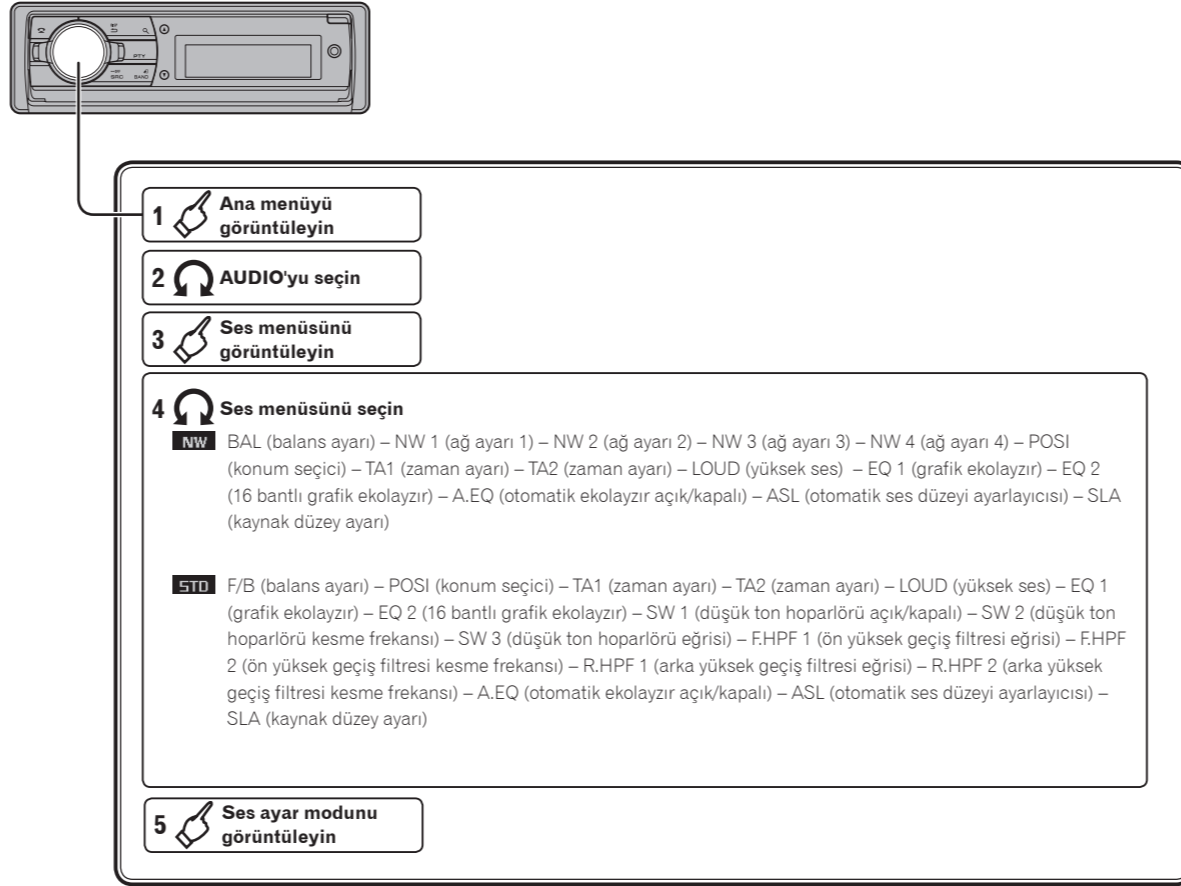 PTY
SRC
BAND
1 Ana menüyü
görüntüleyin
2 AUDIO'yu seçin
3 Ses menüsünü
görüntüleyin
4 Ses menüsünü seçin
NW BAL (balans ayarı) – NW 1 (ağ ayarı 1) – NW 2 (ağ ayarı 2) – NW 3 (ağ ayarı 3) – NW 4 (ağ ayarı 4) – POSI
(konum seçici) – TA1 (zaman ayarı) – TA2 (zaman ayarı) – LOUD (yüksek ses) – EQ 1 (grafik ekolayzır) – EQ 2
(16 bantlı grafik ekolayzır) – A.EQ (otomatik ekolayzır açık/kapalı) – ASL (otomatik ses düzeyi ayarlayıcısı) – SLA
(kaynak düzey ayarı)
STD F/B (balans ayarı) – POSI (konum seçici) – TA1 (zaman ayarı) – TA2 (zaman ayarı) – LOUD (yüksek ses) – EQ 1
(grafik ekolayzır) – EQ 2 (16 bantlı grafik ekolayzır) – SW 1 (düşük ton hoparlörü açık/kapalı) – SW 2 (düşük ton
hoparlörü kesme frekansı) – SW 3 (düşük ton hoparlörü eğrisi) – F.HPF 1 (ön yüksek geçiş filtresi eğrisi) – F.HPF
2 (ön yüksek geçiş filtresi kesme frekansı) – R.HPF 1 (arka yüksek geçiş filtresi eğrisi) – R.HPF 2 (arka yüksek
geçiş filtresi kesme frekansı) – A.EQ (otomatik ekolayzır açık/kapalı) – ASL (otomatik ses düzeyi ayarlayıcısı) –
SLA (kaynak düzey ayarı)
5 Ses ayar modunu
görüntüleyin